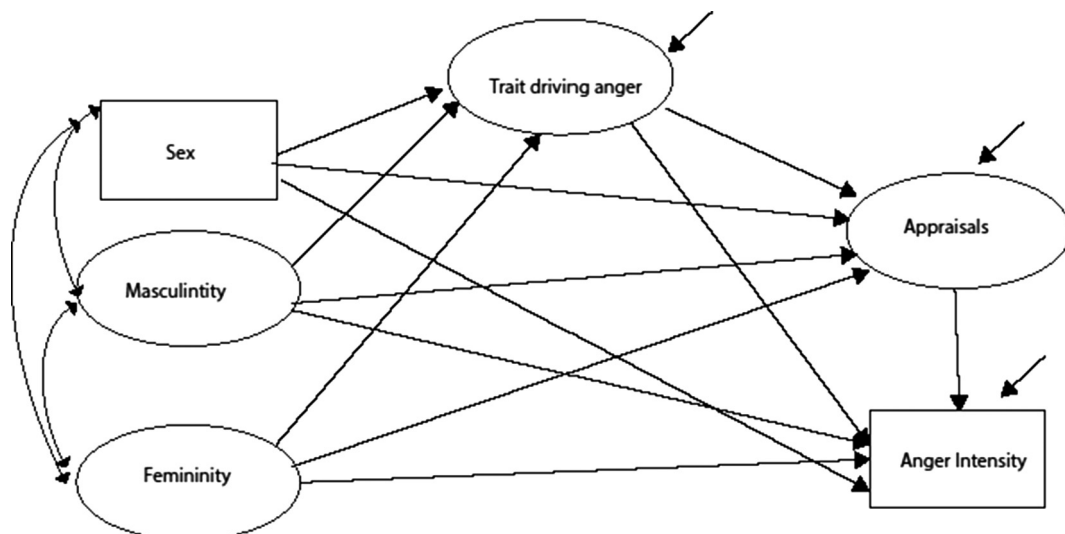 Trait driving anger
Sex
Appraisals
Masculintity
Anger Intensity
Femininity